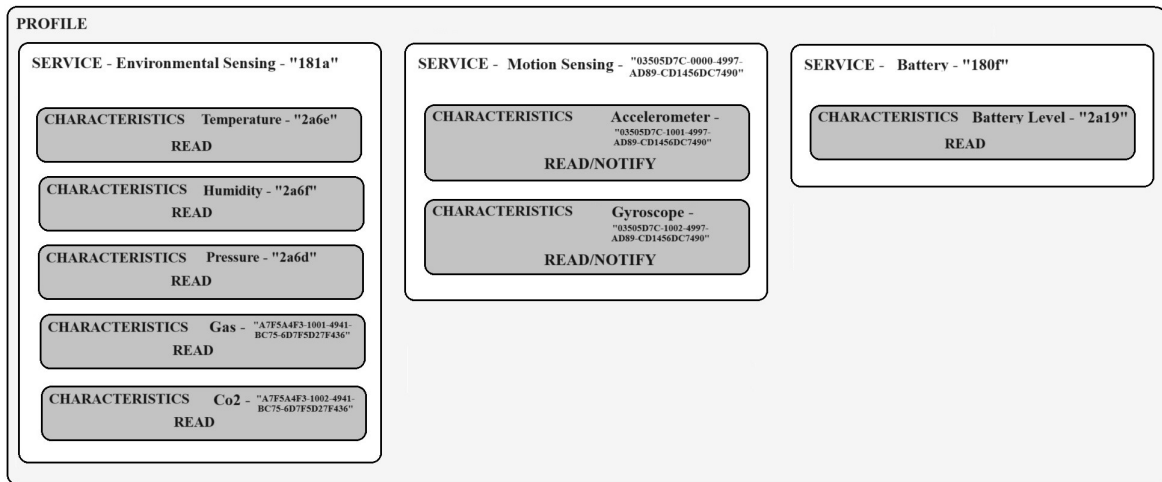 PROFILE
SERVICE - Environmental Sensing - "181a"
CHARACTERISTICS Temperature - "2a6e"
READ
CHARACTERISTICS Humidity - "2a6f"
READ
CHARACTERISTICS Pressure - "2a6d"
READ
CHARACTERISTICS Gas - "A7F5A4F3-1001-4941-
BC75-6D7F5D27F436"
READ
CHARACTERISTICS Co2 - "A7F5A4F3-1002-4941-
BC75-6D7F5D27F436"
READ
SERVICE - Motion Sensing - "03505D7C-0000-4997-
AD89-CD1456DC7490"
CHARACTERISTICS Accelerometer -
"03505D7C-1001-4997-
AD89-CD1456DC7490"
READ/NOTIFY
CHARACTERISTICS Gyroscope -
"03505D7C-1002-4997-
AD89-CD1456DC7490"
READ/NOTIFY
SERVICE - Battery - "180f"
CHARACTERISTICS Battery Level - "2a19"
READ